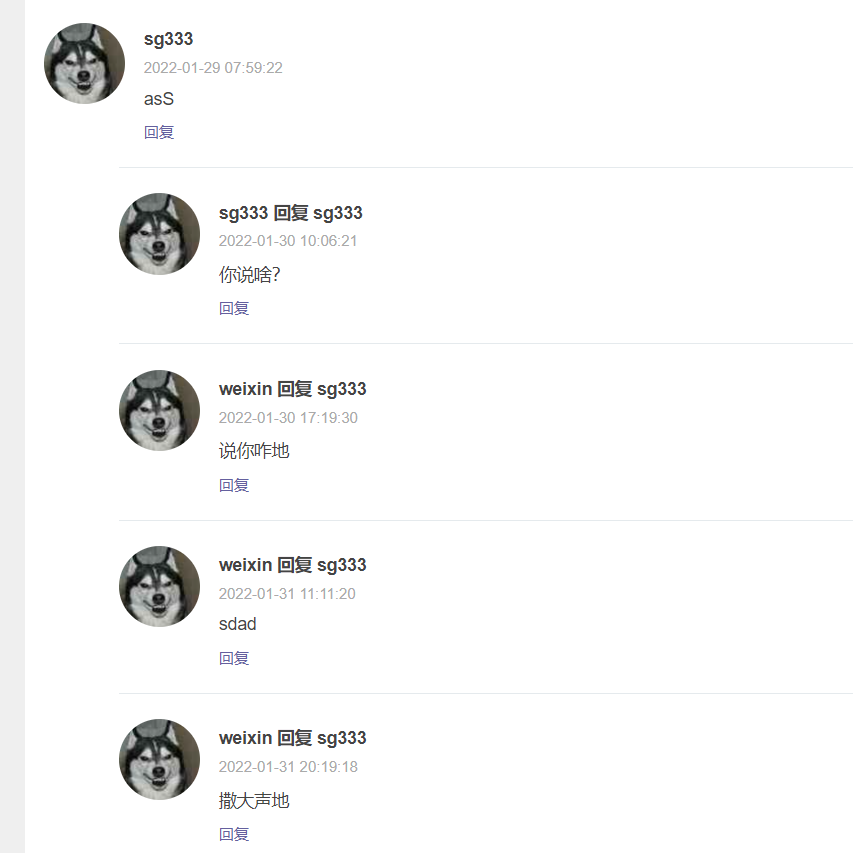 sg333
2022-01-29 07:59:22
asS
回复
sg333 回复 sg333
2022-01-30 10:06:21
你说啥？
回复
weixin 回复 sg333
2022-01-30 17:19:30
说你咋地
回复
weixin 回复 sg333
2022-01-31 11:11:20
sdad
回复
weixin 回复 sg333
2022-01-31 20:19:18
撒大声地
回复